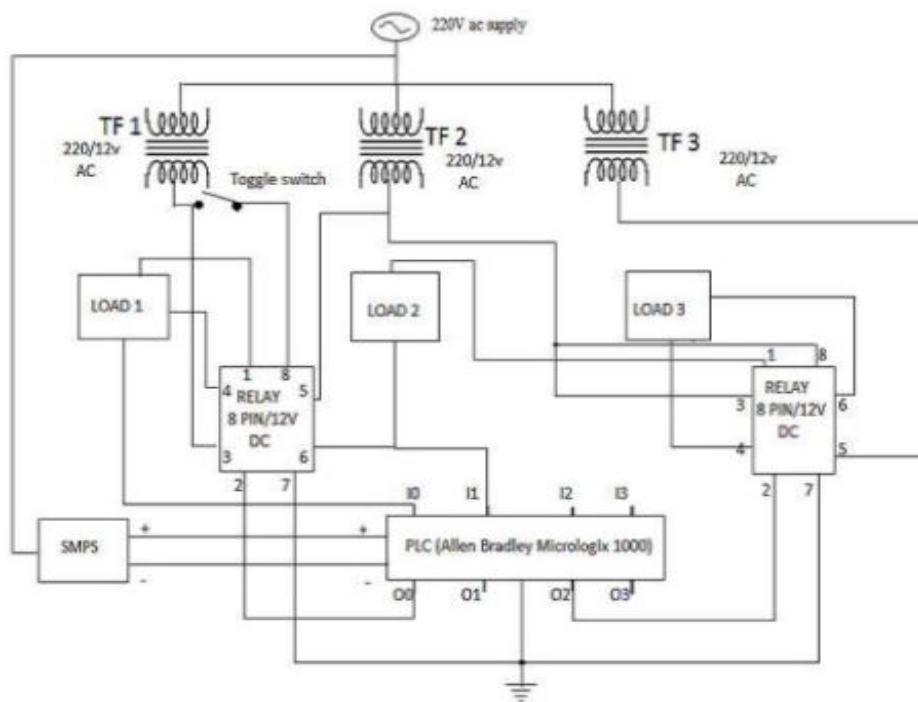 220V ac supply
TF 1
220/12v
AC
TF 2
220/12v
AC
TF 3
220/12v
AC
Toggle switch
LOAD 1
LOAD 2
LOAD 3
1 8
4 5
RELAY
8 PIN/12V
DC
3 6
2 7
1 8
RELAY
3 6
8 PIN/12V
DC
4 5
2 7
I0 I1 I2 I3
SMPS
+ +
- -
PLC (Allen Bradley Micrologix 1000)
O0 O1 O2 O3